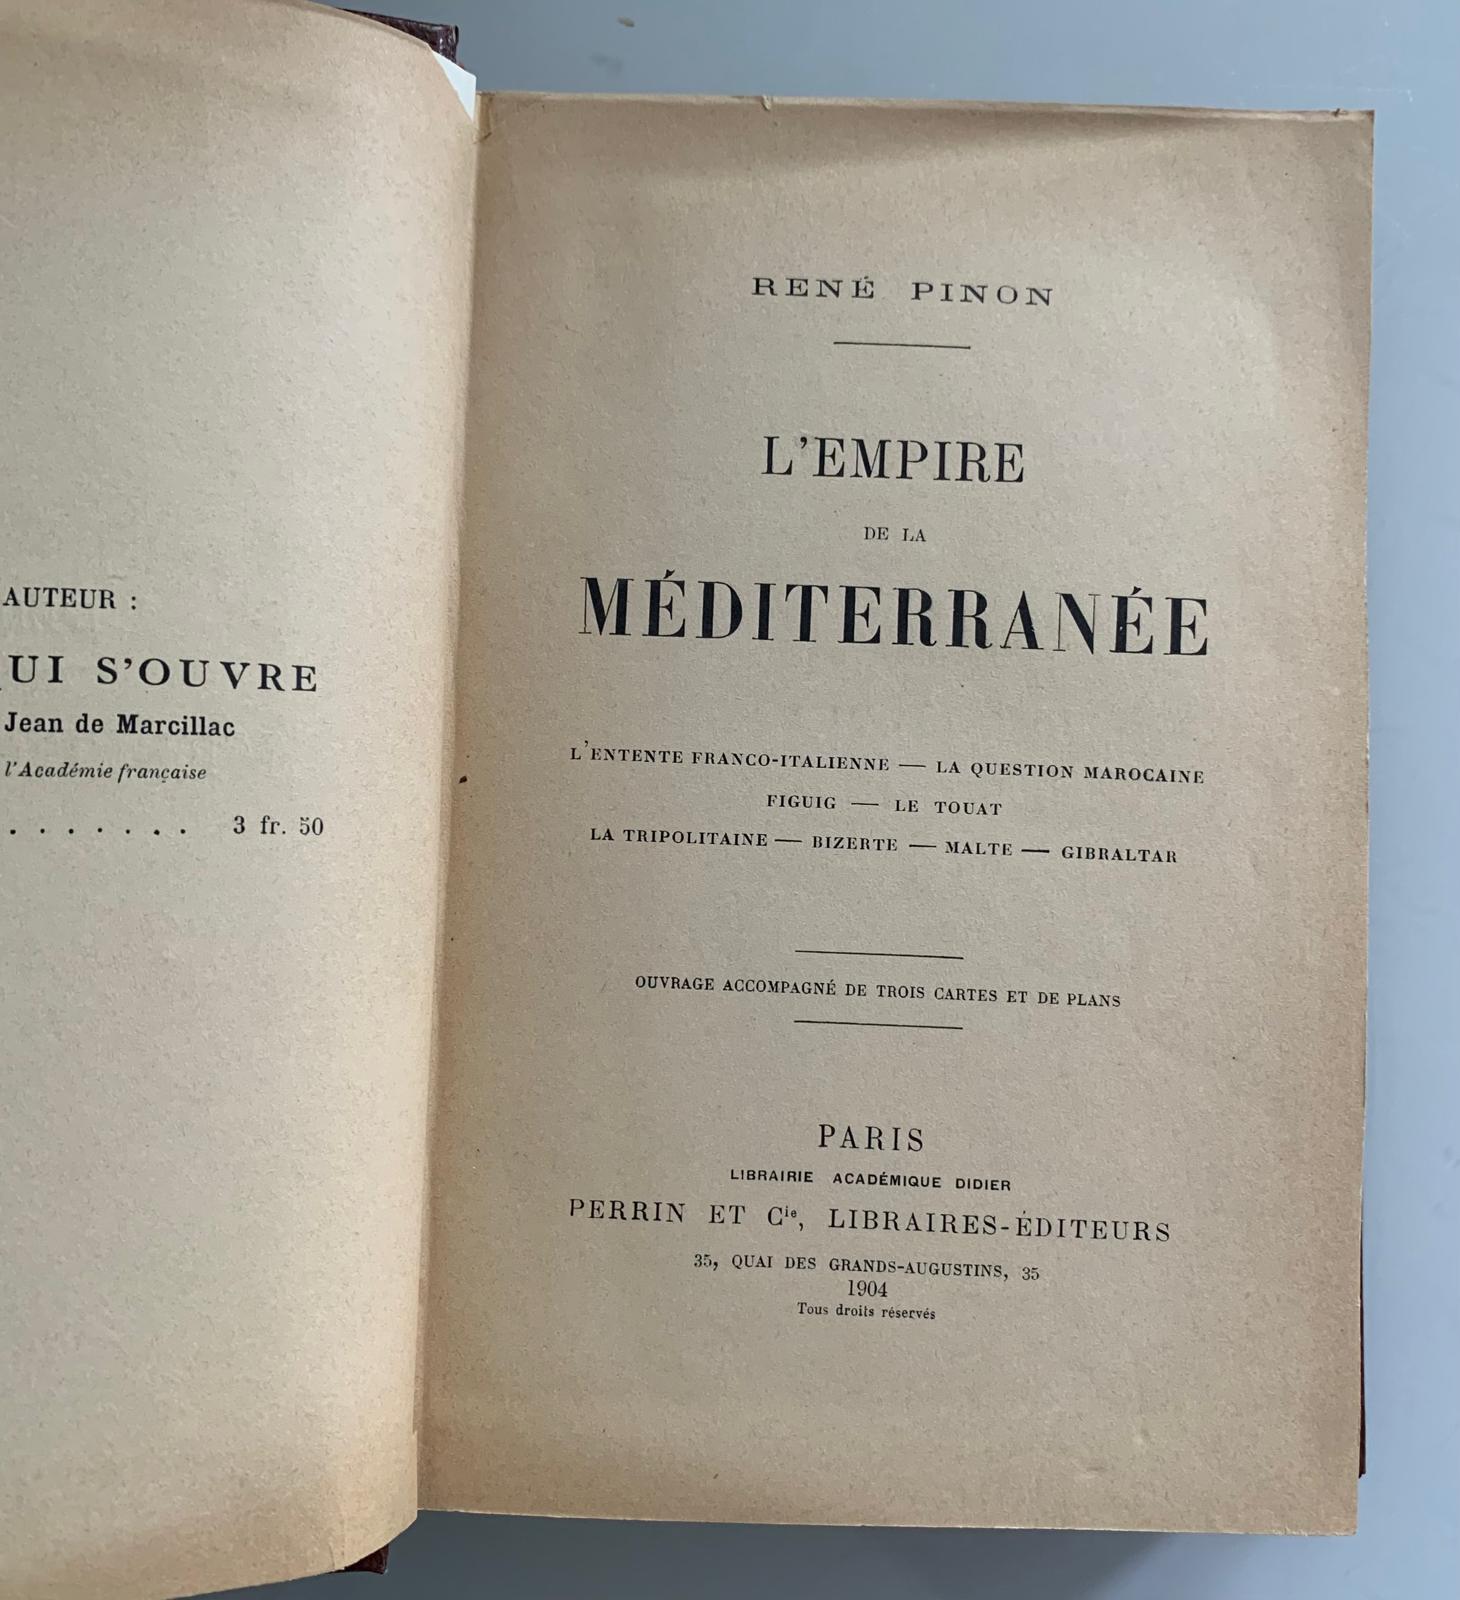 AUTEUR :
UI S'OUVRE
Jean de Marcillac
l'Académie française
. . . . . . . 3 fr. 50
RENÉ PINON
L'EMPIRE
DE LA
MÉDITERRANÉE
L'ENTENTE FRANCO-ITALIENNE — LA QUESTION MAROCAINE
FIGUIG — LE TOUAT
LA TRIPOLITAINE — BIZERTE — MALTE — GIBRALTAR
OUVRAGE ACCOMPAGNÉ DE TROIS CARTES ET DE PLANS
PARIS
LIBRAIRIE ACADÉMIQUE DIDIER
PERRIN ET Cie, LIBRAIRES-ÉDITEURS
35, QUAI DES GRANDS-AUGUSTINS, 35
1904
Tous droits réservés